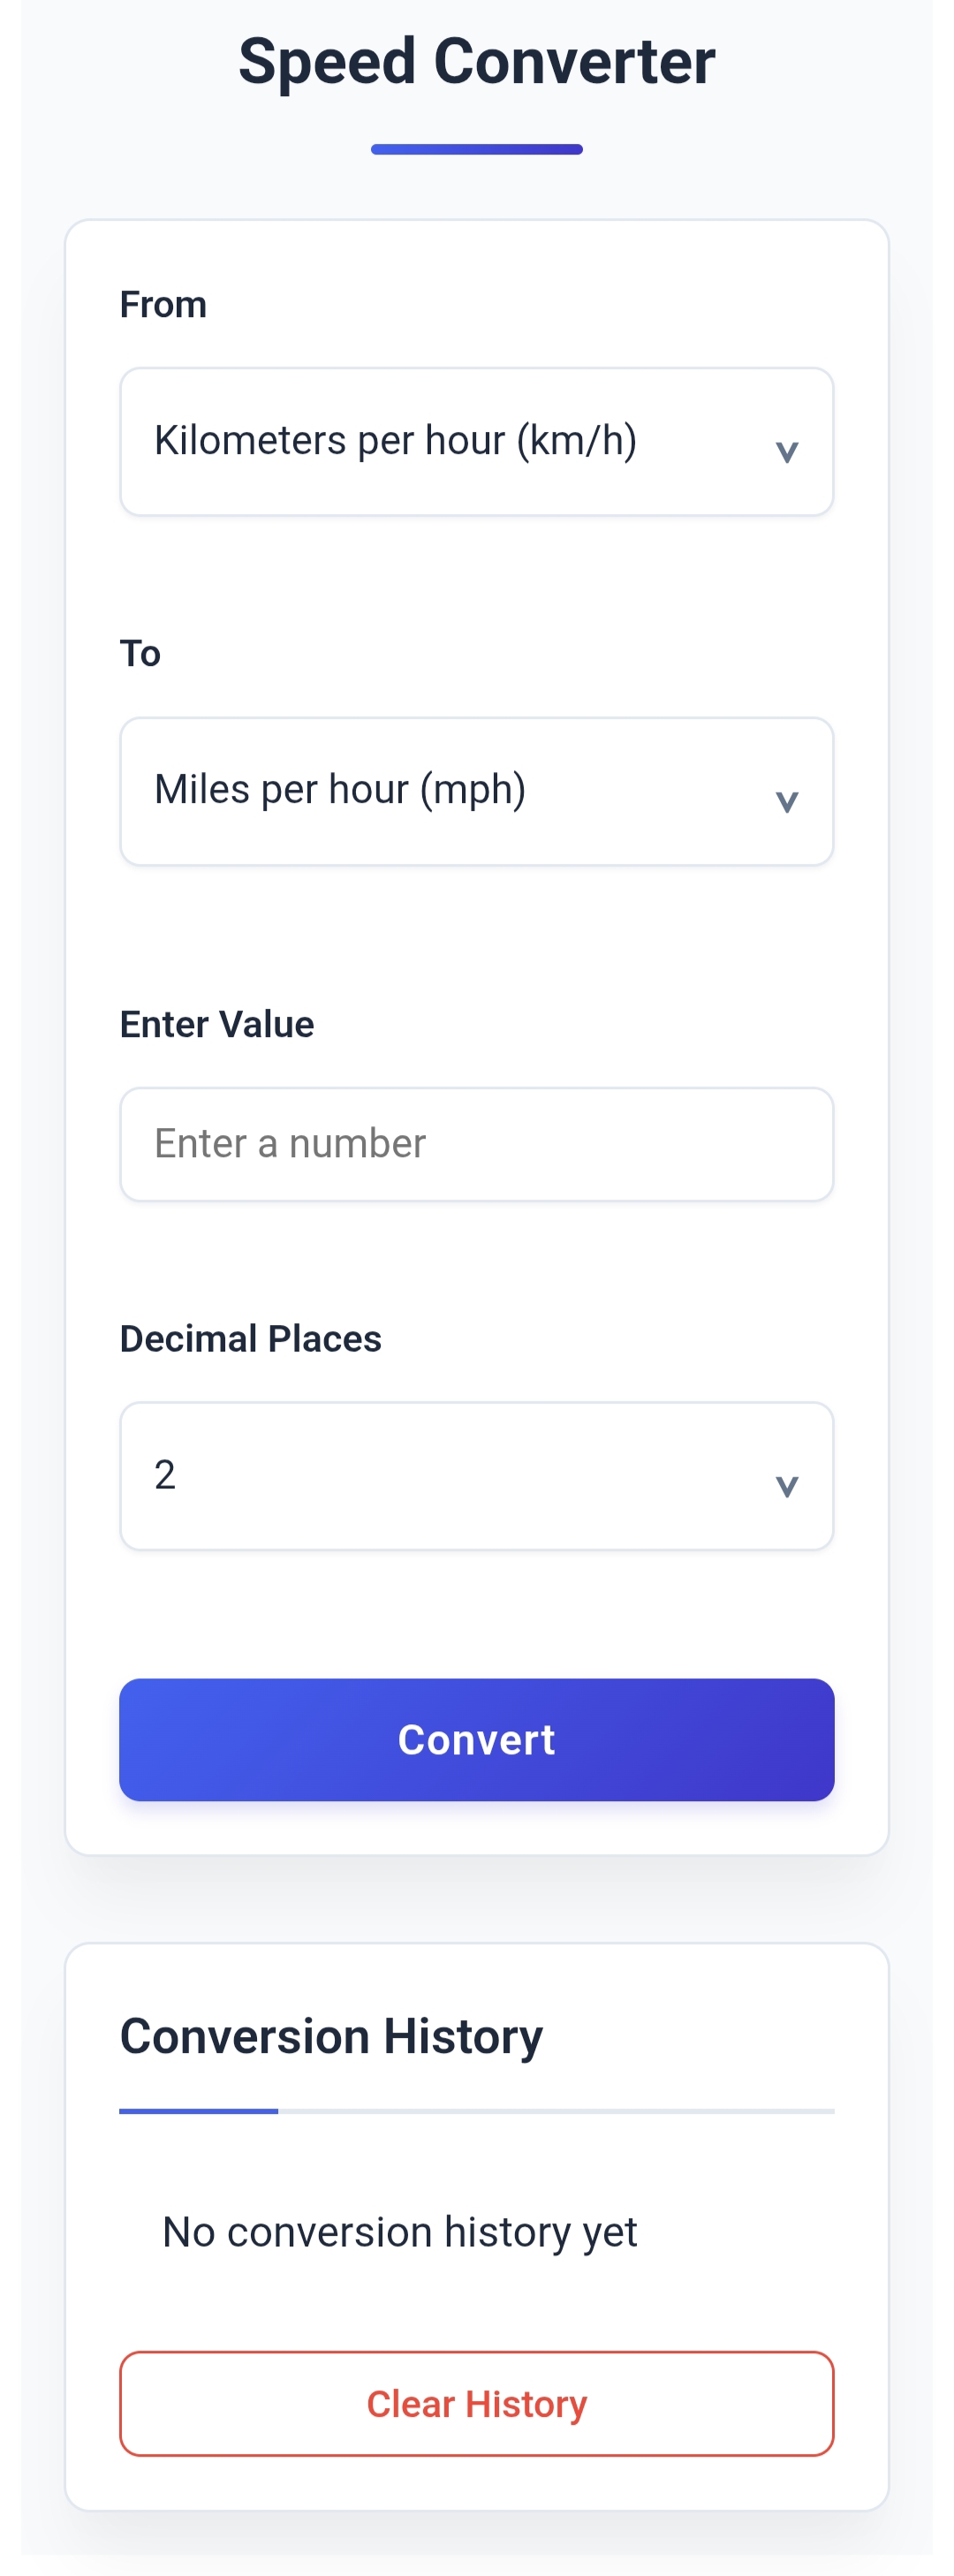 Speed Converter
From
Kilometers per hour (km/h)
To
Miles per hour (mph)
Enter Value
Enter a number
Decimal Places
2
Convert
Conversion History
No conversion history yet
Clear History